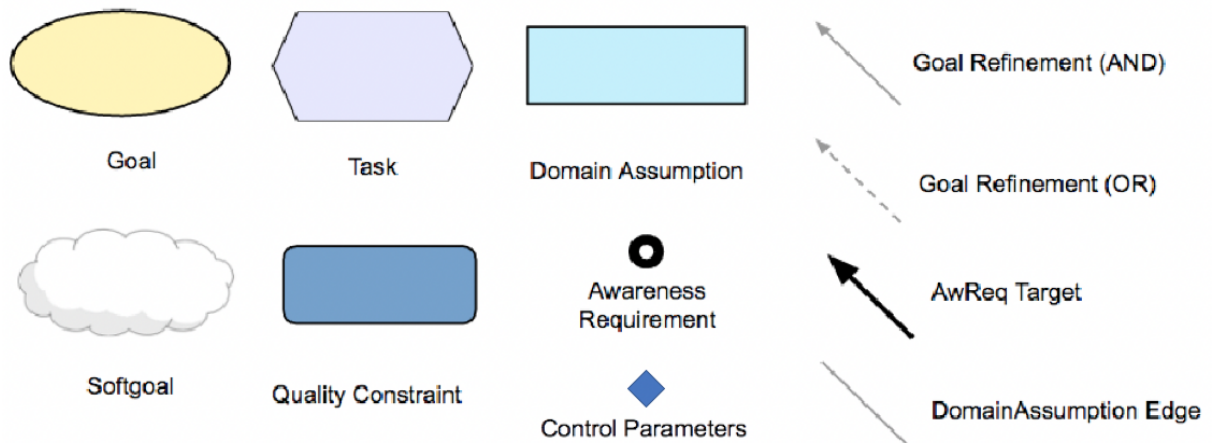 Goal
Task
Domain Assumption
Goal Refinement (AND)
Goal Refinement (OR)
Softgoal
Quality Constraint
Awareness
Requirement
AwReq Target
Control Parameters
DomainAssumption Edge